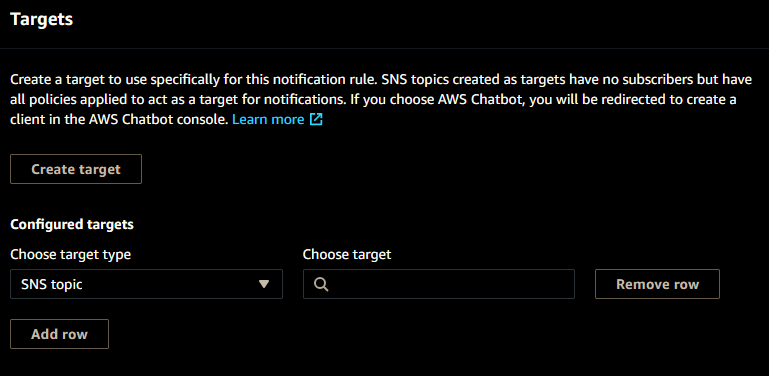 Targets
Create a target to use specifically for this notification rule. SNS topics created as targets have no subscribers but have
all policies applied to act as a target for notifications. If you choose AWS Chatbot, you will be redirected to create a
client in the AWS Chatbot console. Learn more
Create target
Configured targets
Choose target type
Choose target
SNS topic
Remove row
Add row